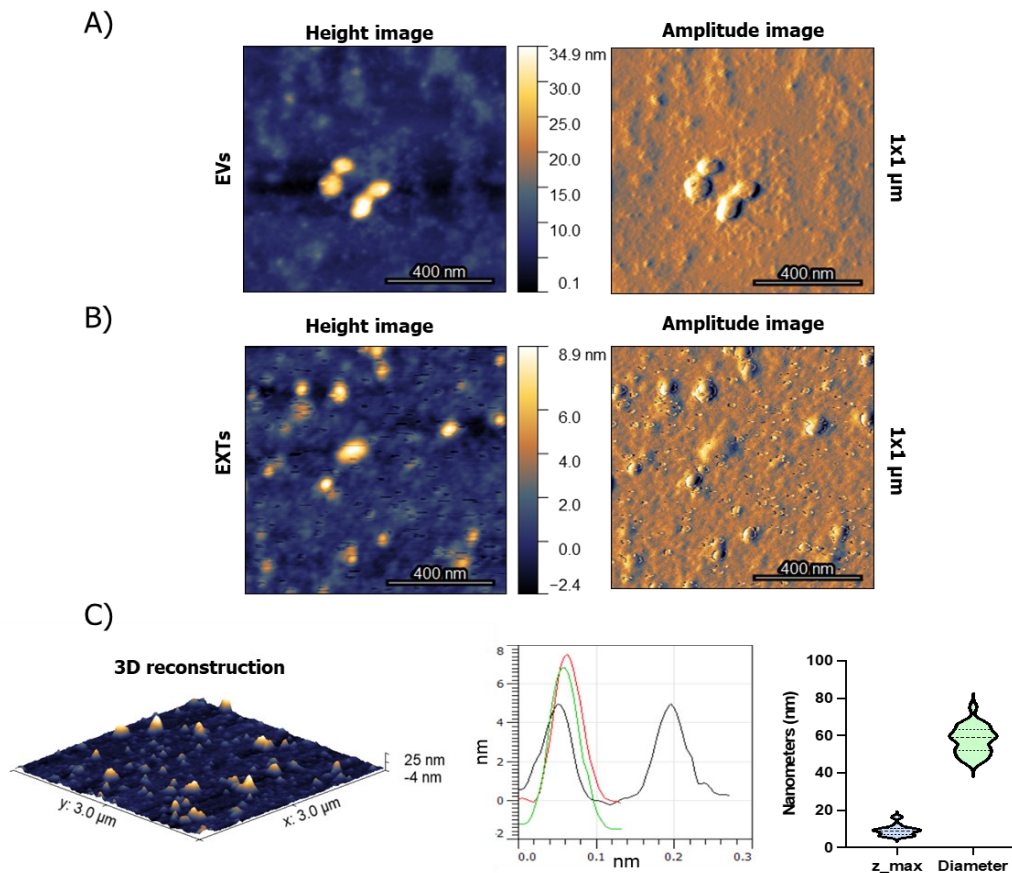 A)
Height image
Amplitude image
EVs
34.9 nm
30.0
25.0
20.0
15.0
10.0
0.1
400 nm
400 nm
1x1 µm
B)
Height image
Amplitude image
EXTs
8.9 nm
6.0
4.0
2.0
0.0
−2.4
400 nm
400 nm
1x1 µm
C)
3D reconstruction
25 nm
-4 nm
y: 3.0 µm
x: 3.0 µm
nm
8
6
4
2
0
-2
0.0
0.1
0.2
0.3
nm
Nanometers (nm)
100
80
60
40
20
0
z_max
Diameter